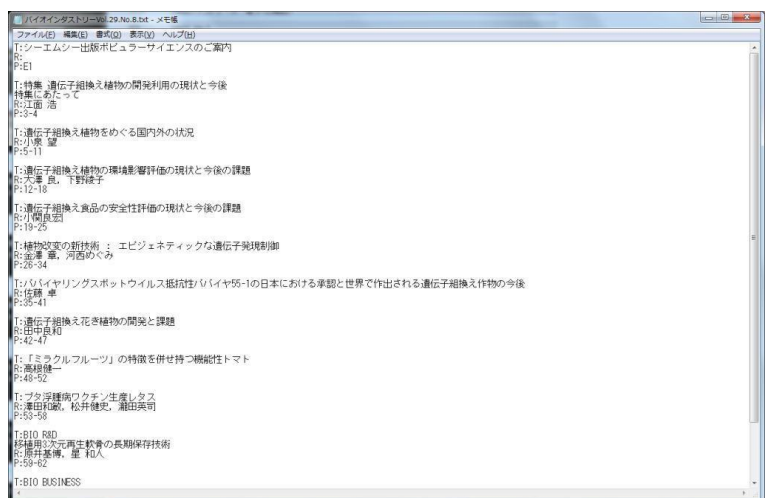 バイオインダストリーVol.29.No.8.txt - メモ帳
ファイル(F) 編集(E) 書式(O) 表示(V) ヘルプ(H)
T:シーエムシー出版ポピュラーサイエンスのご案内
R:
P:E1
T:特集 遺伝子組換え植物の開発利用の現状と今後
特集にあたって
R:江面 浩
P:3-4
T:遺伝子組換え植物をめぐる国内外の状況
R:小泉 望
P:5-11
T:遺伝子組換え植物の環境影響評価の現状と今後の課題
R:大澤 良, 下野綾子
P:12-18
T:遺伝子組換え食品の安全性評価の現状と今後の課題
R:小関良宏
P:19-25
T:植物改変の新技術 : エピジェネティックな遺伝子発現制御
R:金澤 章, 河西めぐみ
P:26-34
T:パパイヤリングスポットウイルス抵抗性パパイヤ55-1の日本における承認と世界で作出される遺伝子組換え作物の今後
R:佐藤 卓
P:35-41
T:遺伝子組換え花き植物の開発と課題
R:田中良和
P:42-47
T:「ミラクルフルーツ」の特徴を併せ持つ機能性トマト
R:高根健一
P:48-52
T:ブタ浮腫病ワクチン生産レタス
R:澤田和敏, 松井健史, 瀧田英司
P:53-58
T:BIO R&D
移植用3次元再生軟骨の長期保存技術
R:原井基博, 星 和人
P:59-62
T:BIO BUSINESS